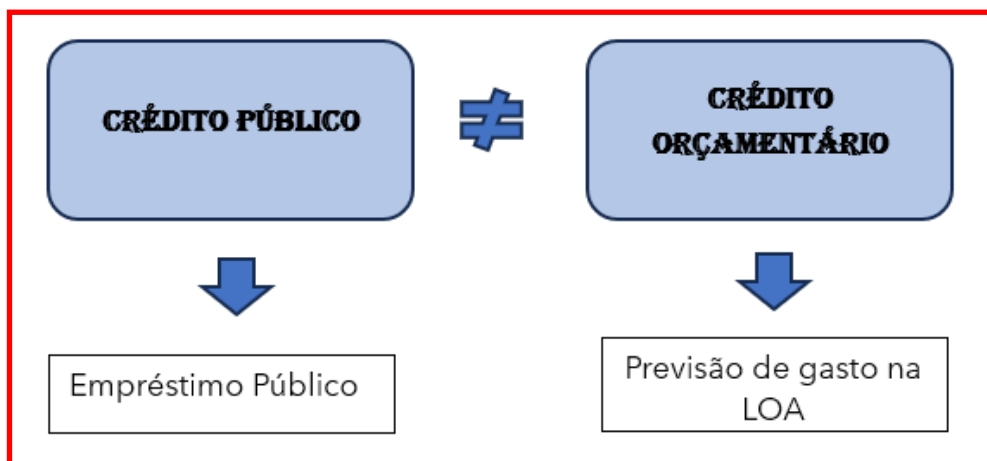 CRÉDITO PÚBLICO
≠
CRÉDITO
ORÇAMENTÁRIO
Empréstimo Público
Previsão de gasto na
LOA